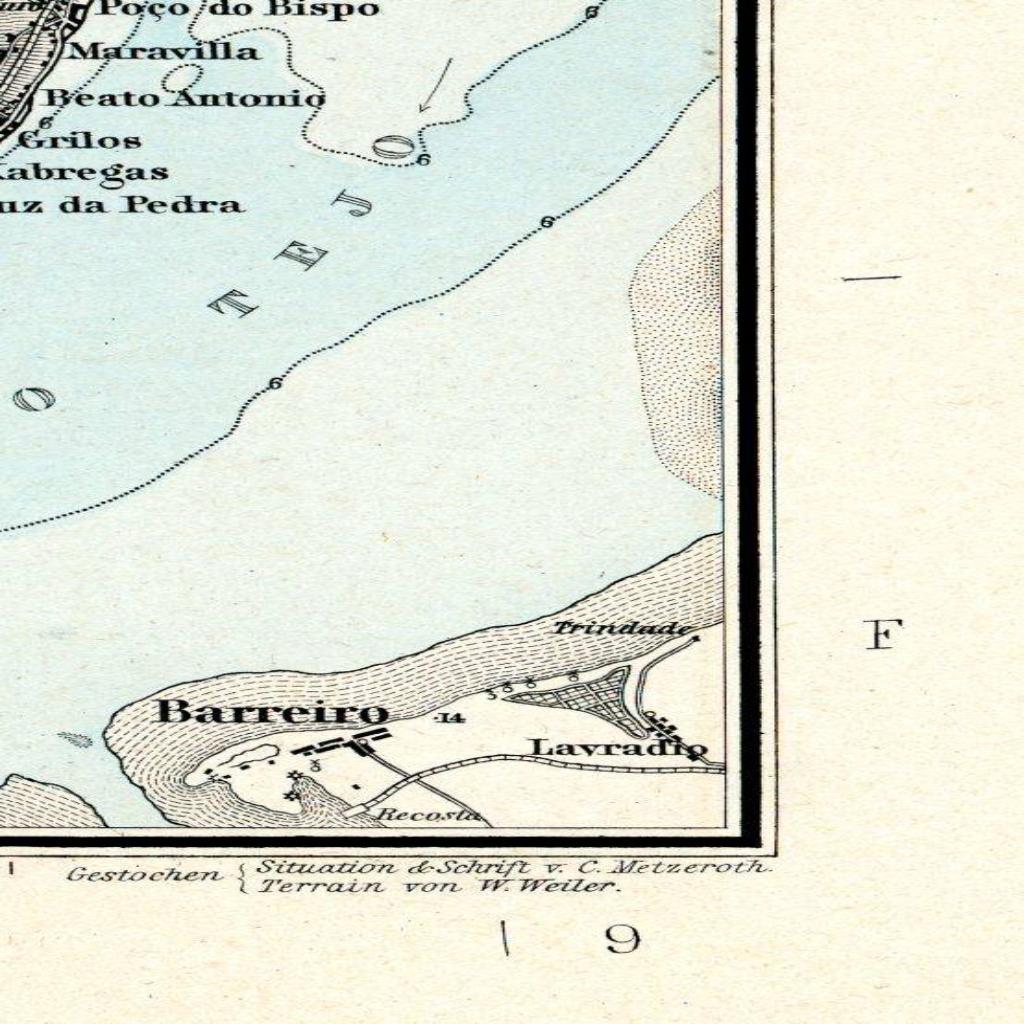 Poço do Bispo
Maravilla
Beato Antonio
Grilos
Xabregas
uz da Pedra
6
6
6
6
6
T E J O
Trindade
Barreiro
.14
Lavradio
Recosta
F
Gestochen { Situation & Schrift v. C. Metzeroth.
Terrain von W. Weiler.
9